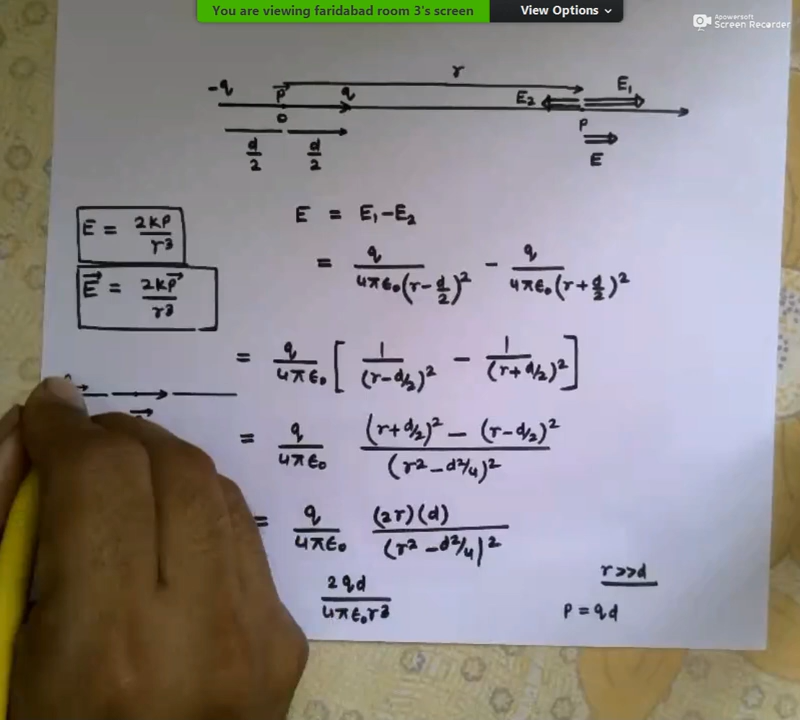 You are viewing faridabad room 3's screen
View Options
Apowersoft
Screen Recorder
r
-q P⃗ q E₂ E₁
O P
d/2 d/2 E
E = 2kP/r³
E⃗ = 2kP⃗/r³
E = E₁-E₂
= q/4πε₀(r-d/2)² - q/4πε₀(r+d/2)²
= q/4πε₀ [1/(r-d/2)² - 1/(r+d/2)²]
= q/4πε₀ (r+d/2)² - (r-d/2)²/(r²-d²/4)²
= q/4πε₀ (2r)(d)/(r²-d²/4)²
2qd/4πε₀r³
r>>d
P = qd